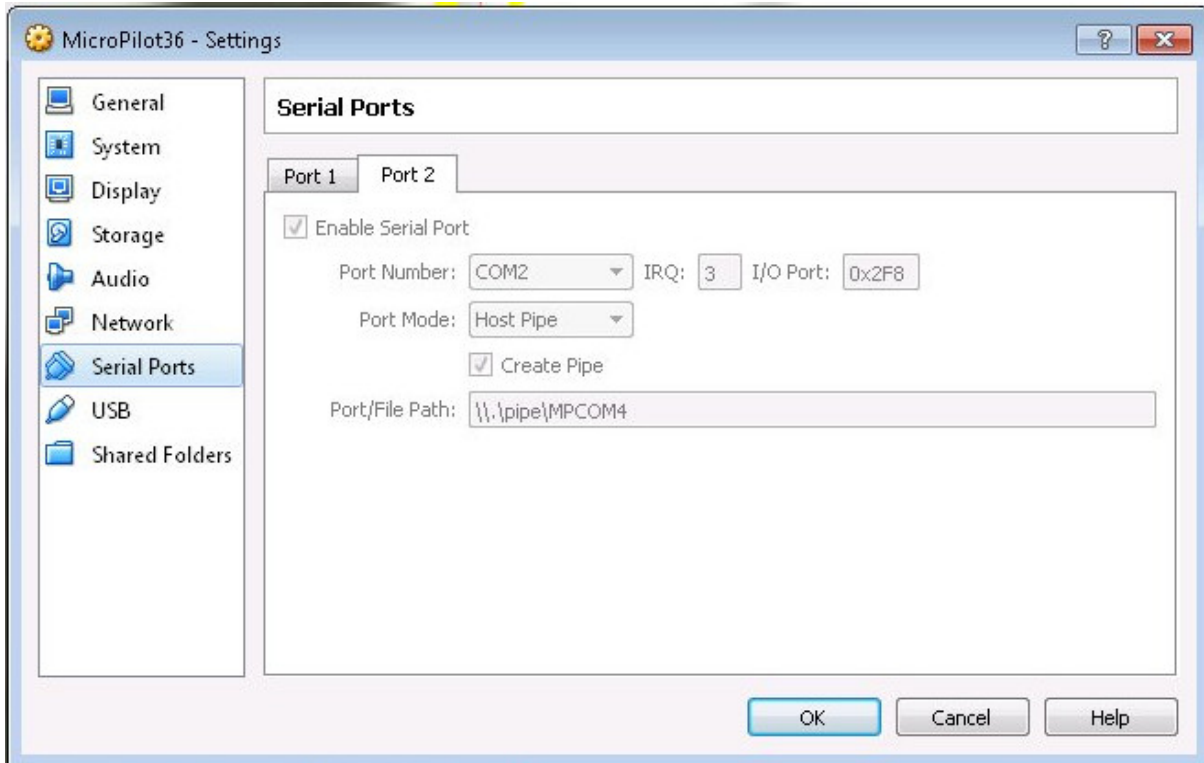 MicroPilot36 - Settings
General
System
Display
Storage
Audio
Network
Serial Ports
USB
Shared Folders
Serial Ports
Port 1 Port 2
Enable Serial Port
Port Number: COM2 IRQ: 3 I/O Port: 0x2F8
Port Mode: Host Pipe
Create Pipe
Port/File Path: \\.\pipe\MPCOM4
OK Cancel Help